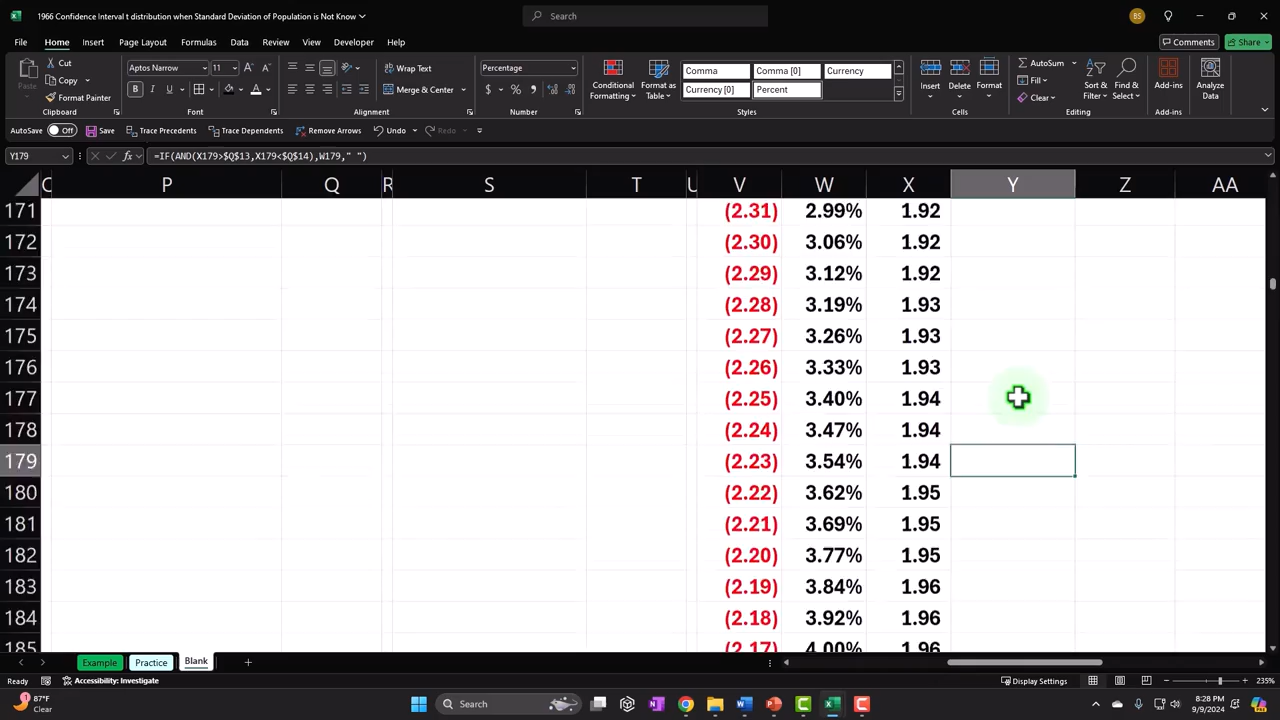 1966 Confidence Interval t distribution when Standard Deviation of Population is Not Know
Search
BS
File Home Insert Page Layout Formulas Data Review View Developer Help
Comments Share
Cut
Copy
Format Painter
Paste
Clipboard
Aptos Narrow 11
B I U
Font
Wrap Text
Merge & Center
Alignment
Percentage
$ %
Number
Conditional Formatting
Format as Table
Comma Comma [0] Currency
Currency [0] Percent
Styles
Insert Delete Format
Cells
AutoSum
Fill
Clear
Sort & Filter
Find & Select
Editing
Add-ins
Add-ins
Analyze Data
AutoSave Off Save Trace Precedents Trace Dependents Remove Arrows Undo Redo
Y179 fx =IF(AND(X179>$Q$13,X179<$Q$14),W179," ")
P Q R S T U V W X Y Z AA
171 (2.31) 2.99% 1.92
172 (2.30) 3.06% 1.92
173 (2.29) 3.12% 1.92
174 (2.28) 3.19% 1.93
175 (2.27) 3.26% 1.93
176 (2.26) 3.33% 1.93
177 (2.25) 3.40% 1.94
178 (2.24) 3.47% 1.94
179 (2.23) 3.54% 1.94
180 (2.22) 3.62% 1.95
181 (2.21) 3.69% 1.95
182 (2.20) 3.77% 1.95
183 (2.19) 3.84% 1.96
184 (2.18) 3.92% 1.96
185 (2.17) 4.00% 1.96
Example Practice Blank
Ready Accessibility: Investigate Display Settings 235%
87°F
Clear
Search
8:28 PM
9/9/2024